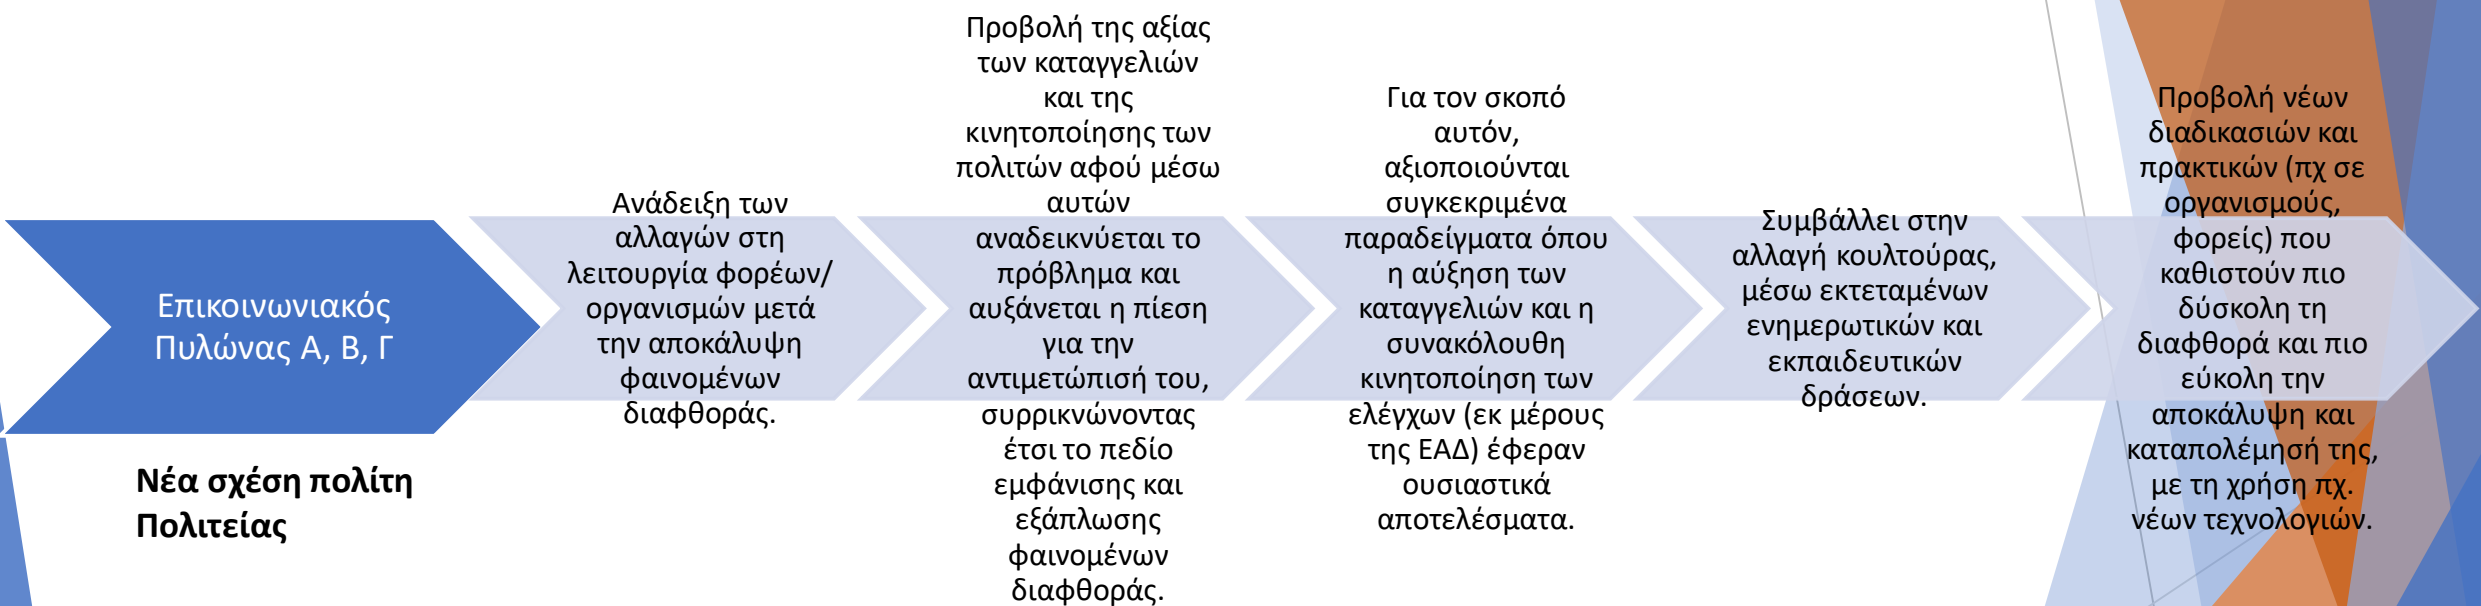 Επικοινωνιακός
Πυλώνας Α, Β, Γ
Νέα σχέση πολίτη
Πολιτείας
Ανάδειξη των
αλλαγών στη
λειτουργία φορέων/
οργανισμών μετά
την αποκάλυψη
φαινομένων
διαφθοράς.
Προβολή της αξίας
των καταγγελιών
και της
κινητοποίησης των
πολιτών αφού μέσω
αυτών
αναδεικνύεται το
πρόβλημα και
αυξάνεται η πίεση
για την
αντιμετώπισή του,
συρρικνώνοντας
έτσι το πεδίο
εμφάνισης και
εξάπλωσης
φαινομένων
διαφθοράς.
Για τον σκοπό
αυτόν,
αξιοποιούνται
συγκεκριμένα
παραδείγματα όπου
η αύξηση των
καταγγελιών και η
συνακόλουθη
κινητοποίηση των
ελέγχων (εκ μέρους
της ΕΑΔ) έφεραν
ουσιαστικά
αποτελέσματα.
Συμβάλλει στην
αλλαγή κουλτούρας,
μέσω εκτεταμένων
ενημερωτικών και
εκπαιδευτικών
δράσεων.
Προβολή νέων
διαδικασιών και
πρακτικών (πχ σε
οργανισμούς,
φορείς) που
καθιστούν πιο
δύσκολη τη
διαφθορά και πιο
εύκολη την
αποκάλυψη και
καταπολέμησή της,
με τη χρήση πχ.
νέων τεχνολογιών.